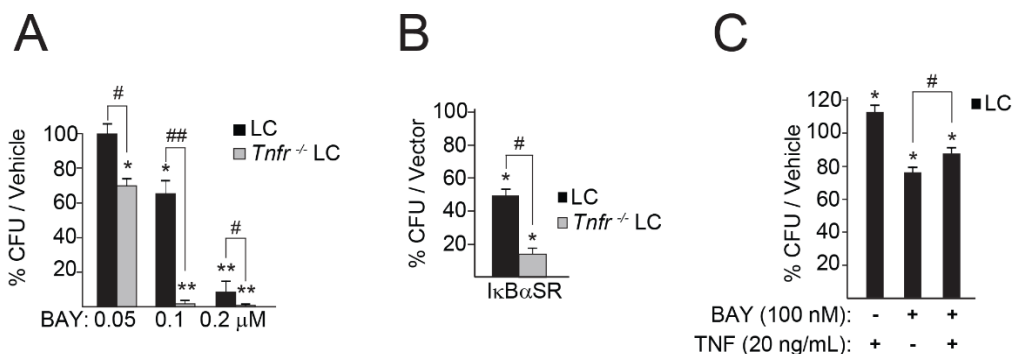 A
% CFU / Vehicle
100
80
60
40
20
#
*
*
##
**
#
**
**
LC
Tnfr -/- LC
BAY: 0.05 0.1 0.2 μM
B
% CFU / Vector
100
80
60
40
20
#
*
*
LC
Tnfr -/- LC
IκBαSR
C
% CFU / Vehicle
120
100
80
60
40
20
*
*
#
*
LC
BAY (100 nM): - + +
TNF (20 ng/mL): + - +